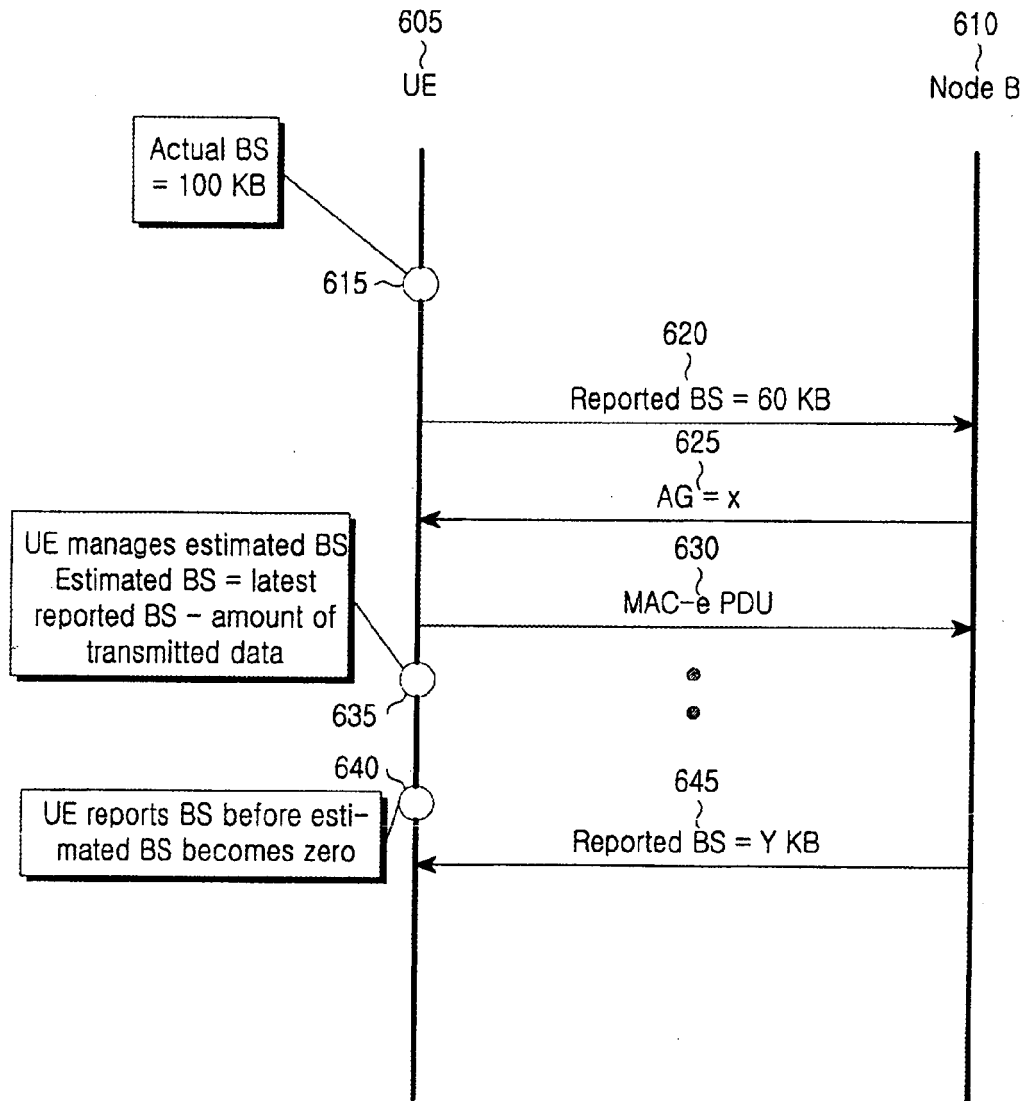 605
UE
610
Node B
Actual BS
= 100 KB
615
620
Reported BS = 60 KB
625
AG = x
UE manages estimated BS
Estimated BS = latest
reported BS – amount of
transmitted data
630
MAC-e PDU
635
640
UE reports BS before esti-
mated BS becomes zero
645
Reported BS = Y KB